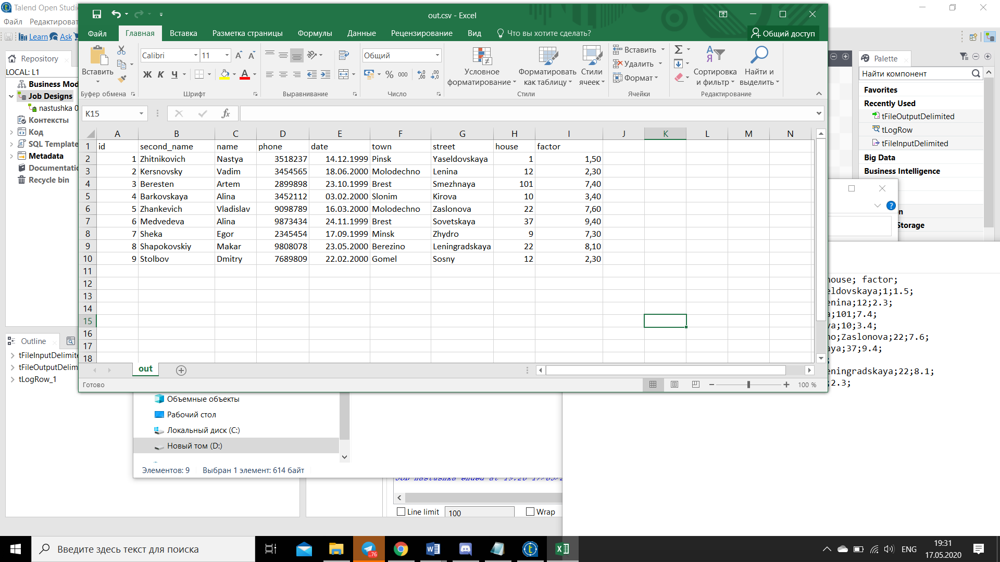 Talend Open Studi
out.csv - Excel
Файл Редактироват
Файл Главная Вставка Разметка страницы Формулы Данные Рецензирование Вид Что вы хотите сделать? Общий доступ
Learn Ask
Вставить
Буфер обмена
Calibri 11
Ж К Ч
Шрифт
Выравнивание
Общий
% 000
Число
Условное форматирование
Форматировать как таблицу
Стили ячеек
Стили
Вставить
Удалить
Формат
Ячейки
Сортировка и фильтр
Найти и выделить
Редактирование
K15 fx
A B C D E F G H I J K L M N
1 id second_name name phone date town street house factor
2 1 Zhitnikovich Nastya 3518237 14.12.1999 Pinsk Yaseldovskaya 1 1,50
3 2 Kersnovsky Vadim 3454565 18.06.2000 Molodechno Lenina 12 2,30
4 3 Beresten Artem 2899898 23.10.1999 Brest Smezhnaya 101 7,40
5 4 Barkovskaya Alina 3452112 03.02.2000 Slonim Kirova 10 3,40
6 5 Zhankevich Vladislav 9098789 16.03.2000 Molodechno Zaslonova 22 7,60
7 6 Medvedeva Alina 9873434 24.11.1999 Brest Sovetskaya 37 9,40
8 7 Sheka Egor 2345454 17.09.1999 Minsk Zhydro 9 7,30
9 8 Shapokovskiy Makar 9808078 23.05.2000 Berezino Leningradskaya 22 8,10
10 9 Stolbov Dmitry 7689809 22.02.2000 Gomel Sosny 12 2,30
11
12
13
14
15
16
17
18
out
Готово 100 %
Repository
LOCAL: L1
Business Mod
Job Designs
nastushka 0
Контексты
Код
SQL Template
Metadata
Documentatio
Recycle bin
Outline
tFileInputDelimite
tFileOutputDelim
tLogRow_1
Palette
Найти компонент
Favorites
Recently Used
tFileOutputDelimited
tLogRow
tFileInputDelimited
Big Data
Business Intelligence
n
Storage
house; factor;
eldovskaya;1;1.5;
enina;12;2.3;
a;101;7.4;
va;10;3.4;
no;Zaslonova;22;7.6;
aya;37;9.4;
;
eningradskaya;22;8.1;
;2.3;
Объемные объекты
Рабочий стол
Локальный диск (C:)
Новый том (D:)
Элементов: 9 Выбран 1 элемент: 614 байт
Line limit 100 Wrap
Введите здесь текст для поиска
..76
ENG
19:31
17.05.2020